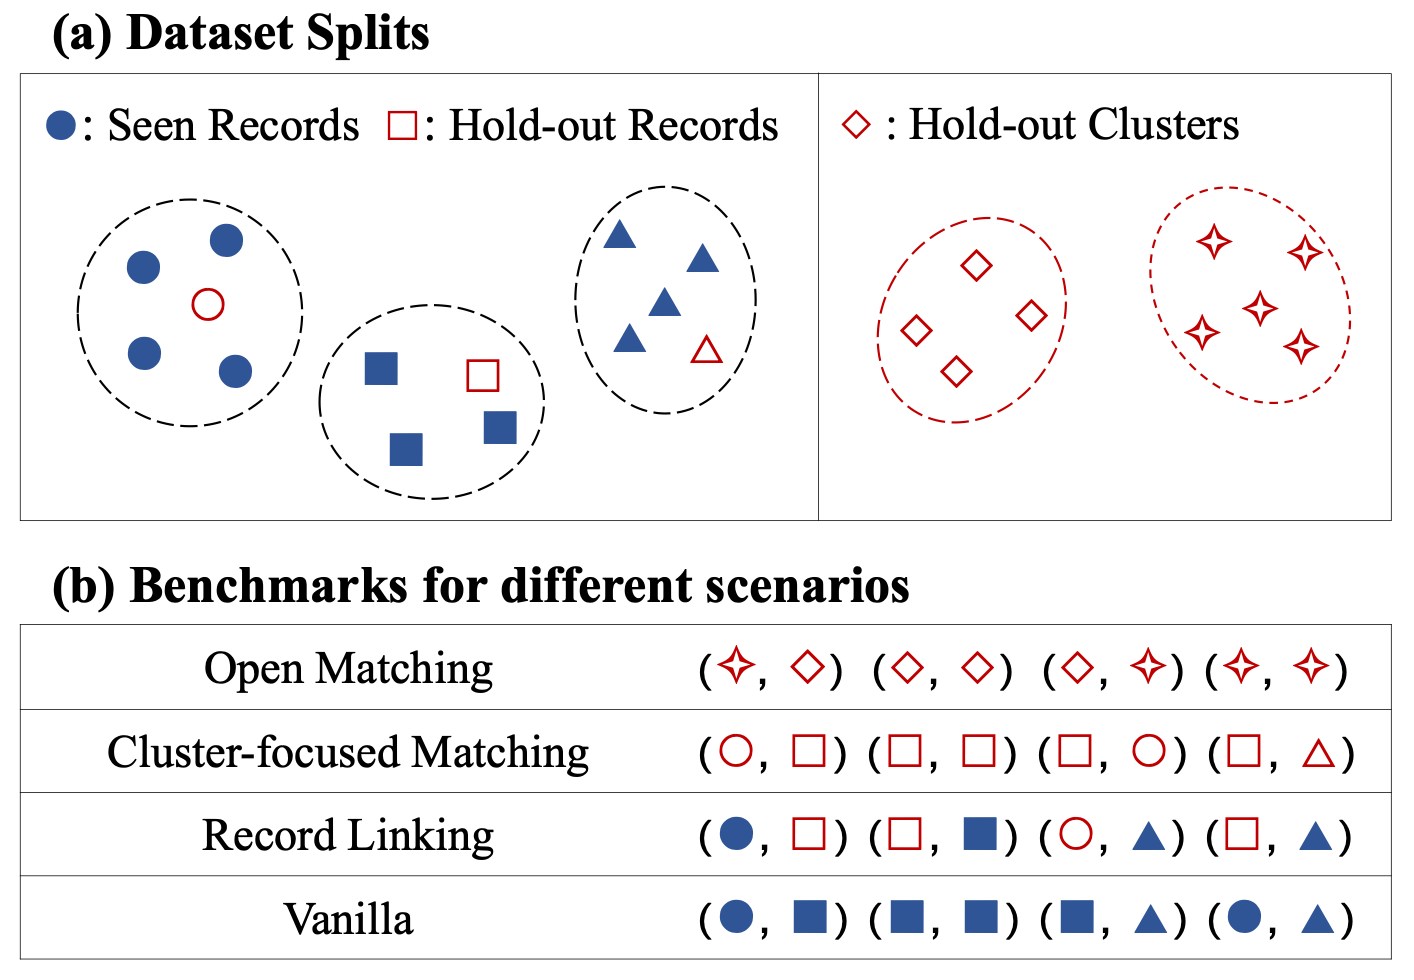 (a) Dataset Splits
: Seen Records : Hold-out Records : Hold-out Clusters
(b) Benchmarks for different scenarios
Open Matching ( , ) ( , ) ( , ) ( , )
Cluster-focused Matching ( , ) ( , ) ( , ) ( , )
Record Linking ( , ) ( , ) ( , ) ( , )
Vanilla ( , ) ( , ) ( , ) ( , )